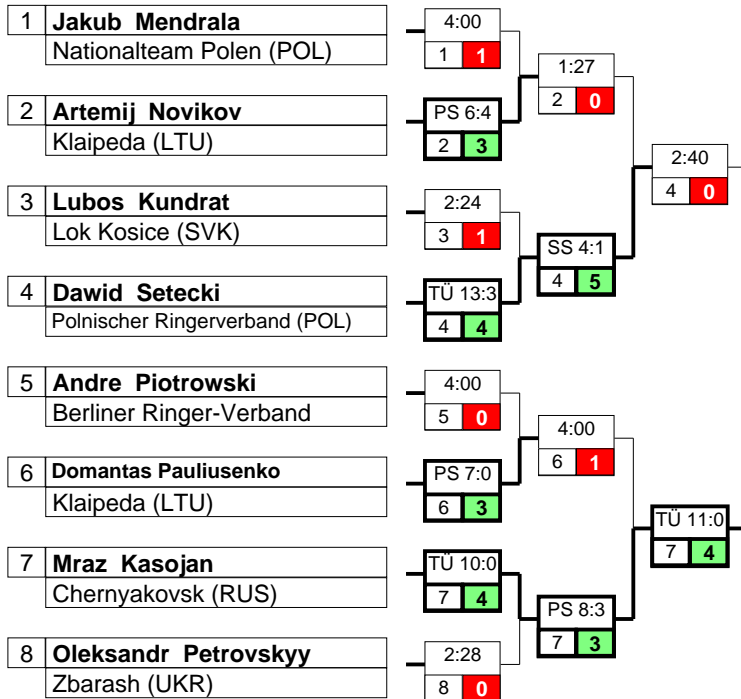 1 Jakub Mendrala
Nationalteam Polen (POL)
2 Artemij Novikov
Klaipeda (LTU)
3 Lubos Kundrat
Lok Kosice (SVK)
4 Dawid Setecki
Polnischer Ringerverband (POL)
5 Andre Piotrowski
Berliner Ringer-Verband
6 Domantas Pauliusenko
Klaipeda (LTU)
7 Mraz Kasojan
Chernyakovsk (RUS)
8 Oleksandr Petrovskyy
Zbarash (UKR)
4:00
1 1
PS 6:4
2 3
2:24
3 1
TÜ 13:3
4 4
4:00
5 0
PS 7:0
6 3
TÜ 10:0
7 4
2:28
8 0
1:27
2 0
SS 4:1
4 5
4:00
6 1
PS 8:3
7 3
2:40
4 0
TÜ 11:0
7 4